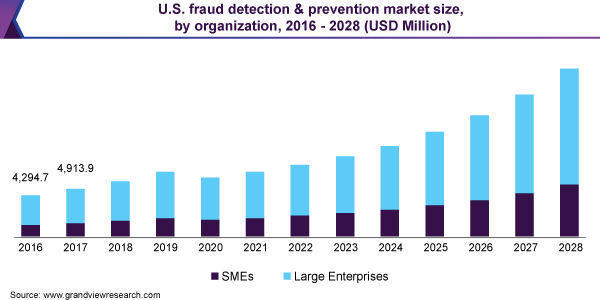 U.S. fraud detection & prevention market size,
by organization, 2016 - 2028 (USD Million)
4,294.7
4,913.9
2016 2017 2018 2019 2020 2021 2022 2023 2024 2025 2026 2027 2028
SMEs Large Enterprises
Source: www.grandviewresearch.com